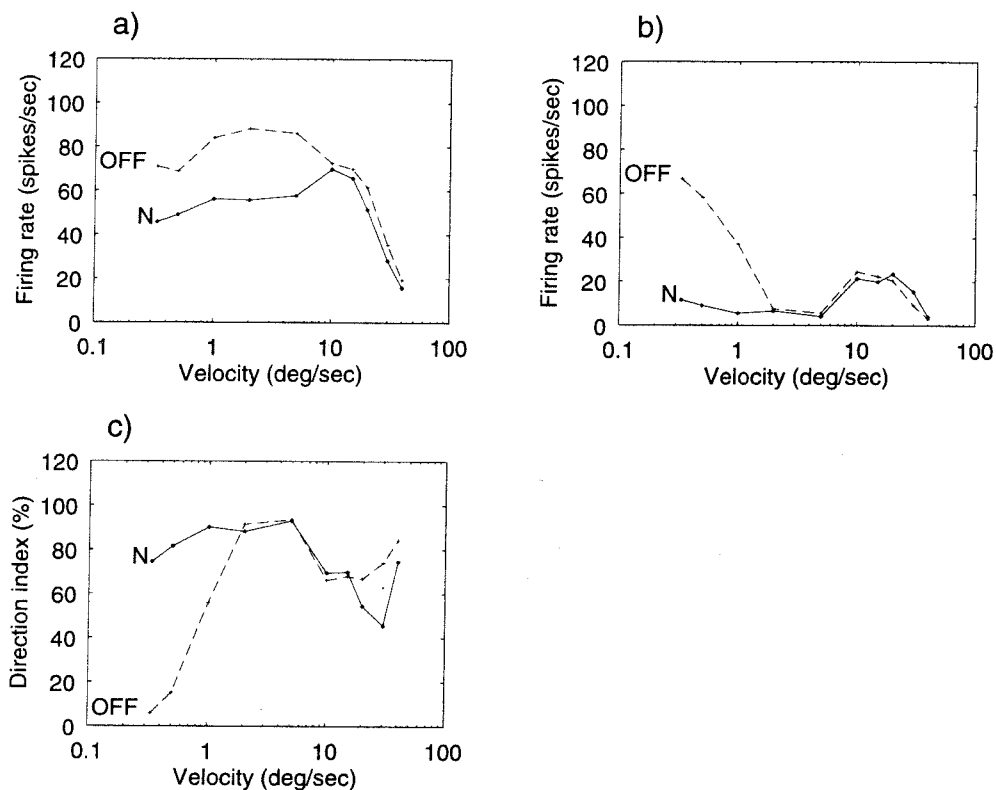 a)
Firing rate (spikes/sec)
120
100
80
60
40
20
0
OFF
N
0.1 1 10 100
Velocity (deg/sec)
b)
Firing rate (spikes/sec)
120
100
80
60
40
20
0
OFF
N
0.1 1 10 100
Velocity (deg/sec)
c)
Direction index (%)
120
100
80
60
40
20
0
N
OFF
0.1 1 10 100
Velocity (deg/sec)